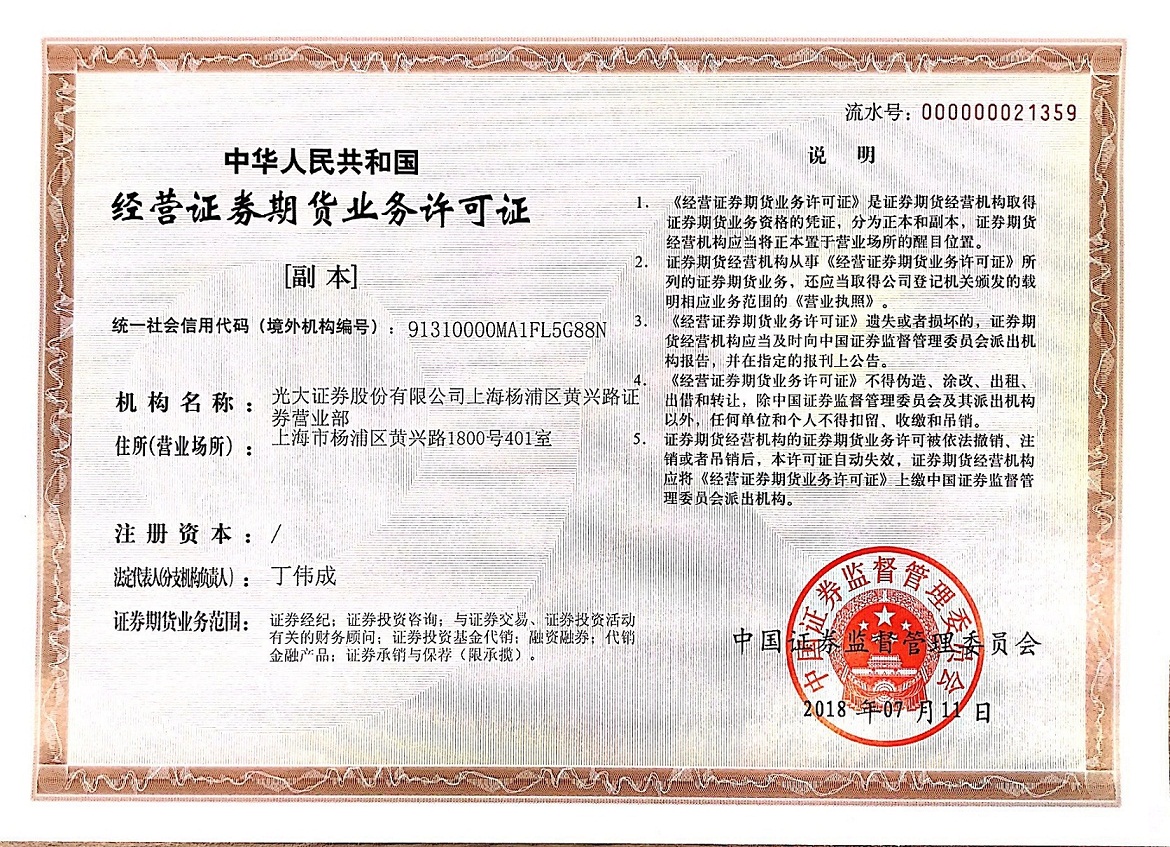 流水号：000000021359
中华人民共和国
经营证券期货业务许可证
[副 本]
统一社会信用代码（境外机构编号）：91310000MA1FL5G88N
机构名称：光大证券股份有限公司上海杨浦区黄兴路证
券营业部
住所(营业场所)：上海市杨浦区黄兴路1800号401室
注册资本：/
法定代表人(分支机构负责人)：丁伟成
证券期货业务范围：证券经纪；证券投资咨询；与证券交易、证券投资活动
有关的财务顾问；证券投资基金代销；融资融券；代销
金融产品；证券承销与保荐（限承揽）。
说 明
1. 《经营证券期货业务许可证》是证券期货经营机构取得
证券期货业务资格的凭证，分为正本和副本，证券期货
经营机构应当将正本置于营业场所的醒目位置。
2. 证券期货经营机构从事《经营证券期货业务许可证》所
列的证券期货业务，还应当取得公司登记机关颁发的载
明相应业务范围的《营业执照》。
3. 《经营证券期货业务许可证》遗失或者损坏的，证券期
货经营机构应当及时向中国证券监督管理委员会派出机
构报告，并在指定的报刊上公告。
4. 《经营证券期货业务许可证》不得伪造、涂改、出租、
出借和转让，除中国证券监督管理委员会及其派出机构
以外，任何单位和个人不得扣留、收缴和吊销。
5. 证券期货经营机构的证券期货业务许可被依法撤销、注
销或者吊销后，本许可证自动失效，证券期货经营机构
应将《经营证券期货业务许可证》上缴中国证券监督管
理委员会派出机构。
中国证券监督管理委员会
中国证券监督管理委员会
2018 年07 月11 日